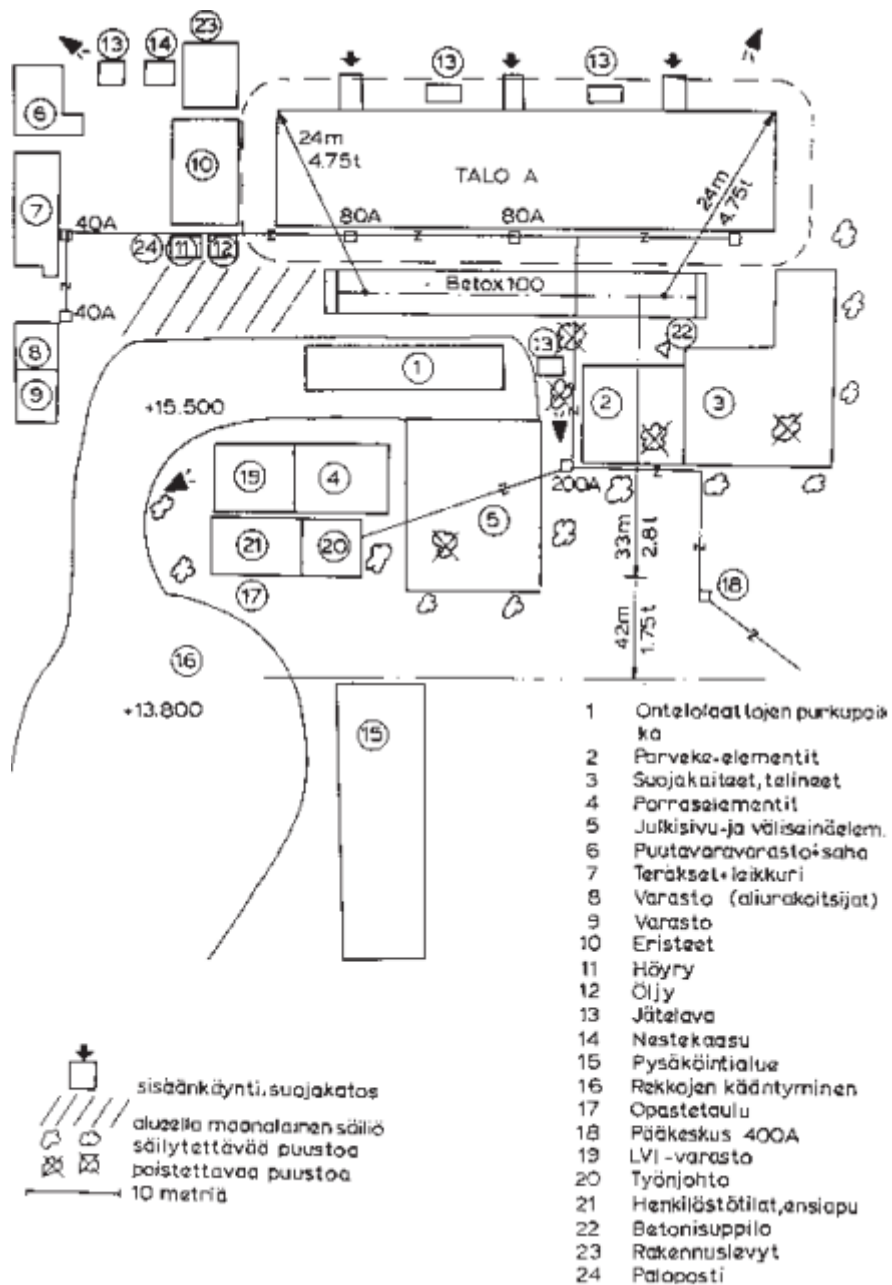 13
14
23
13
13
6
10
24m
4.75t
TALO A
24m
4.75t
7
40A
80A
80A
24
11
12
Betox100
40A
13
22
8
1
9
2
3
+15.500
19
4
200A
5
21
20
33m
2.8t
17
18
16
42m
1.75t
+13.800
15
1 Ontelolaattojen purkupaik
ka
2 Parveke-elementit
3 Suojakaiteet, telineet
4 Porraselementit
5 Julkisivu-ja väliseinäelem.
6 Puutavaravarasto+saha
7 Teräkset+leikkuri
8 Varasto (aliurakoitsijat)
9 Varasto
10 Eristeet
11 Höyry
12 Öljy
13 Jätelava
14 Nestekaasu
15 Pysäköintialue
16 Rekkojen kääntyminen
17 Opastetaulu
18 Pääkeskus 400A
19 LVI-varasto
20 Työnjohto
21 Henkilöstötilat, ensiapu
22 Betonisuppilo
23 Rakennuslevyt
24 Paloposti
sisäänkäynti, suojakatos
alueella maanalainen säiliö
säilytettävää puustoa
poistettavaa puustoa
10 metriä